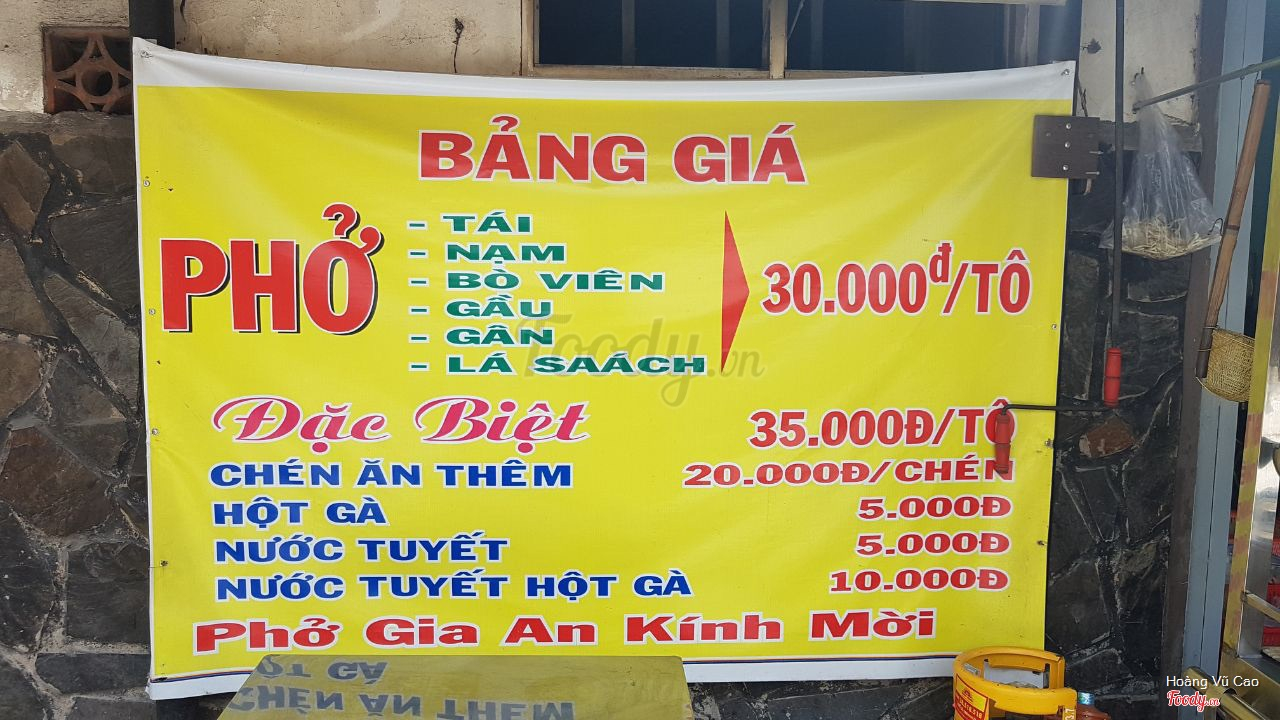 BẢNG GIÁ
PHỞ
- TÁI
- NẠM
- BÒ VIÊN
- GẦU
- GÂN
- LÁ SAÁCH
30.000đ/TÔ
Đặc Biệt 35.000Đ/TÔ
CHÉN ĂN THÊM 20.000Đ/CHÉN
HỘT GÀ 5.000Đ
NƯỚC TUYẾT 5.000Đ
NƯỚC TUYẾT HỘT GÀ 10.000Đ
Phở Gia An Kính Mời
Foody.vn
Hoàng Vũ Cao
Foody.vn